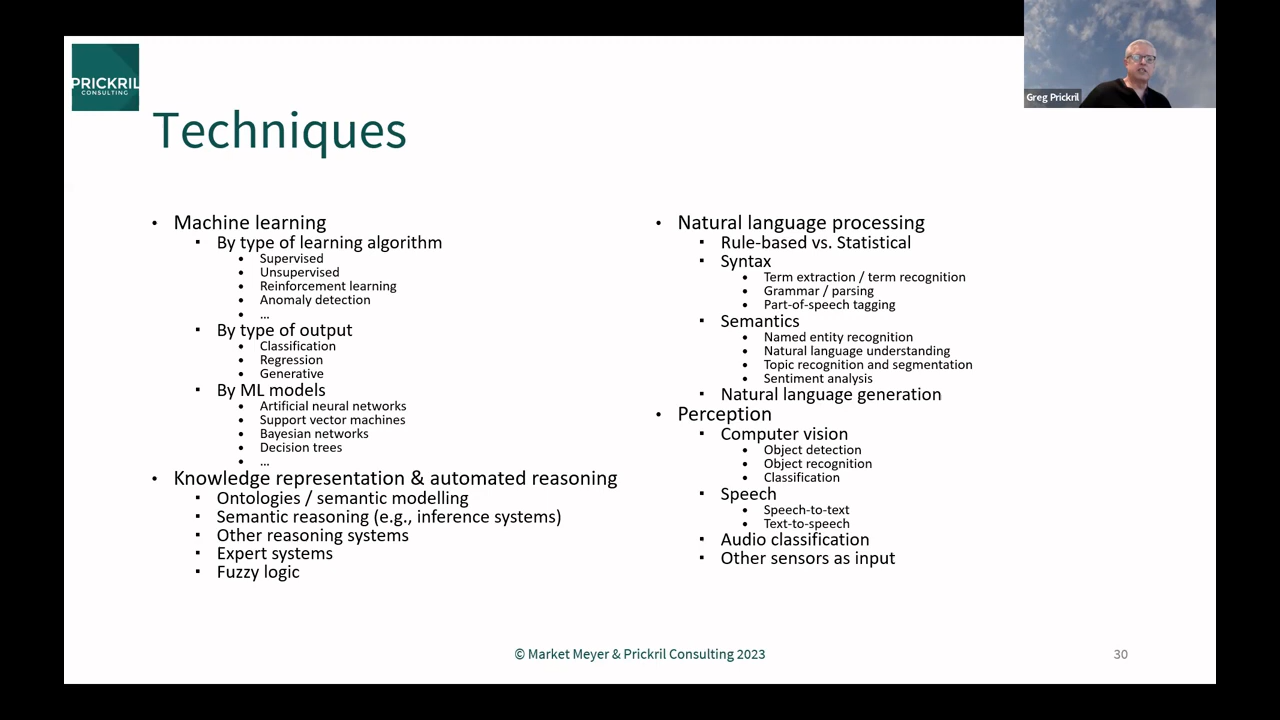 PRICKRIL
CONSULTING
Greg Prickril
Techniques
• Machine learning
▪ By type of learning algorithm
• Supervised
• Unsupervised
• Reinforcement learning
• Anomaly detection
• ...
▪ By type of output
• Classification
• Regression
• Generative
▪ By ML models
• Artificial neural networks
• Support vector machines
• Bayesian networks
• Decision trees
• ...
• Knowledge representation & automated reasoning
▪ Ontologies / semantic modelling
▪ Semantic reasoning (e.g., inference systems)
▪ Other reasoning systems
▪ Expert systems
▪ Fuzzy logic
• Natural language processing
▪ Rule-based vs. Statistical
▪ Syntax
• Term extraction / term recognition
• Grammar / parsing
• Part-of-speech tagging
▪ Semantics
• Named entity recognition
• Natural language understanding
• Topic recognition and segmentation
• Sentiment analysis
▪ Natural language generation
• Perception
▪ Computer vision
• Object detection
• Object recognition
• Classification
▪ Speech
• Speech-to-text
• Text-to-speech
▪ Audio classification
▪ Other sensors as input
© Market Meyer & Prickril Consulting 2023
30